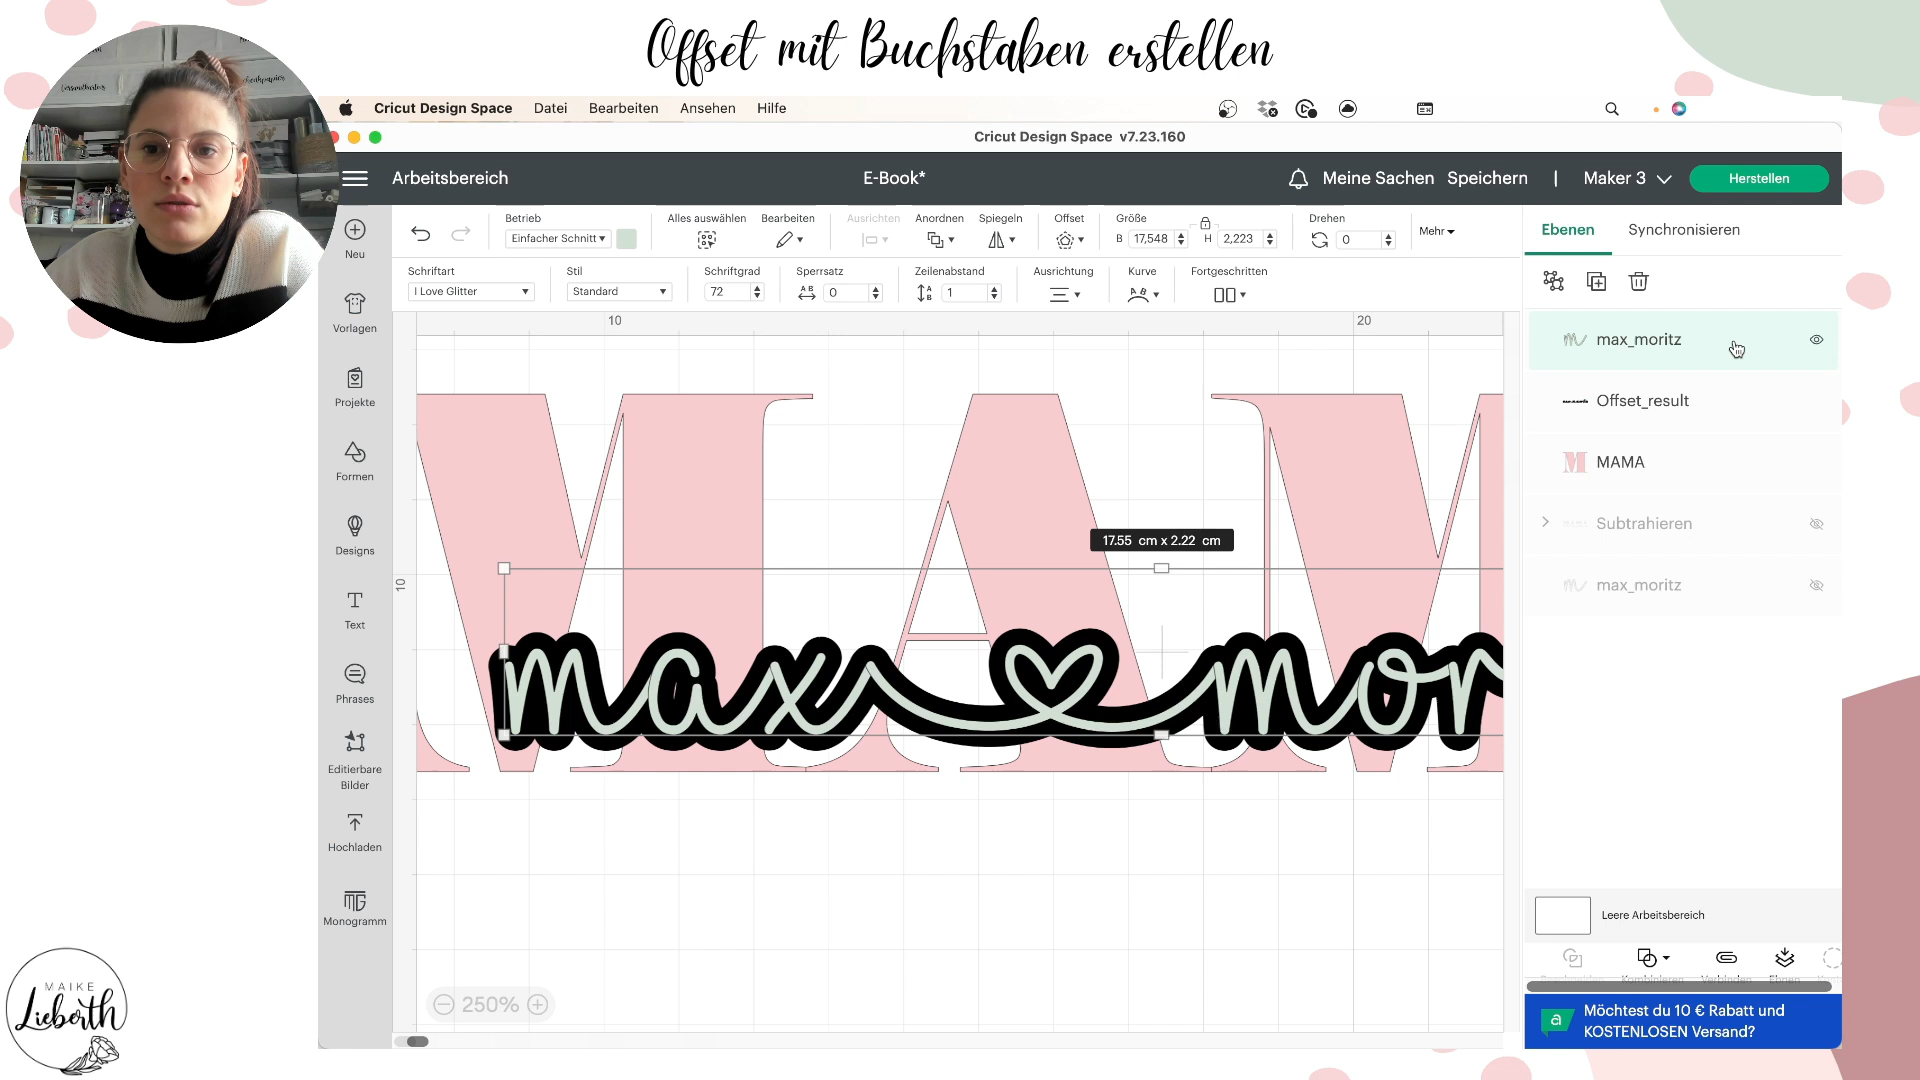 Offset mit Buchstaben erstellen
Cricut Design Space Datei Bearbeiten Ansehen Hilfe
Cricut Design Space v7.23.160
Arbeitsbereich E-Book* Meine Sachen Speichern | Maker 3 Herstellen
Neu
Vorlagen
Projekte
Formen
Designs
Text
Phrases
Editierbare
Bilder
Hochladen
Monogramm
Betrieb Alles auswählen Bearbeiten Ausrichten Anordnen Spiegeln Offset Größe Drehen
Einfacher Schnitt B 17,548 H 2,223 0 Mehr
Schriftart Stil Schriftgrad Sperrsatz Zeilenabstand Ausrichtung Kurve Fortgeschritten
I Love Glitter Standard 72 0 1
10 20
10
MAM
17.55 cm x 2.22 cm
max mor
250%
Ebenen Synchronisieren
max_moritz
Offset_result
MAMA
Subtrahieren
max_moritz
Leere Arbeitsbereich
Kombinieren Verbinden Ebnen
Möchtest du 10 € Rabatt und
KOSTENLOSEN Versand?
MAIKE
Lieberth